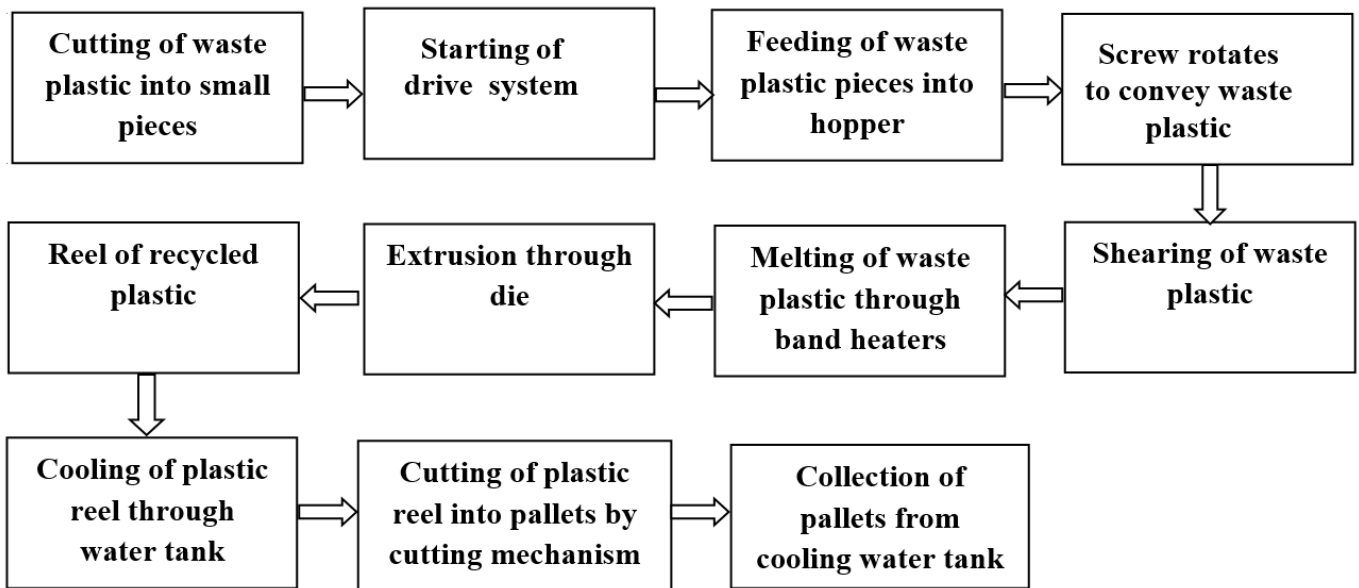 Cutting of waste
plastic into small
pieces
Starting of
drive system
Feeding of waste
plastic pieces into
hopper
Screw rotates
to convey waste
plastic
Shearing of waste
plastic
Melting of waste
plastic through
band heaters
Extrusion through
die
Reel of recycled
plastic
Cooling of plastic
reel through
water tank
Cutting of plastic
reel into pallets by
cutting mechanism
Collection of
pallets from
cooling water tank